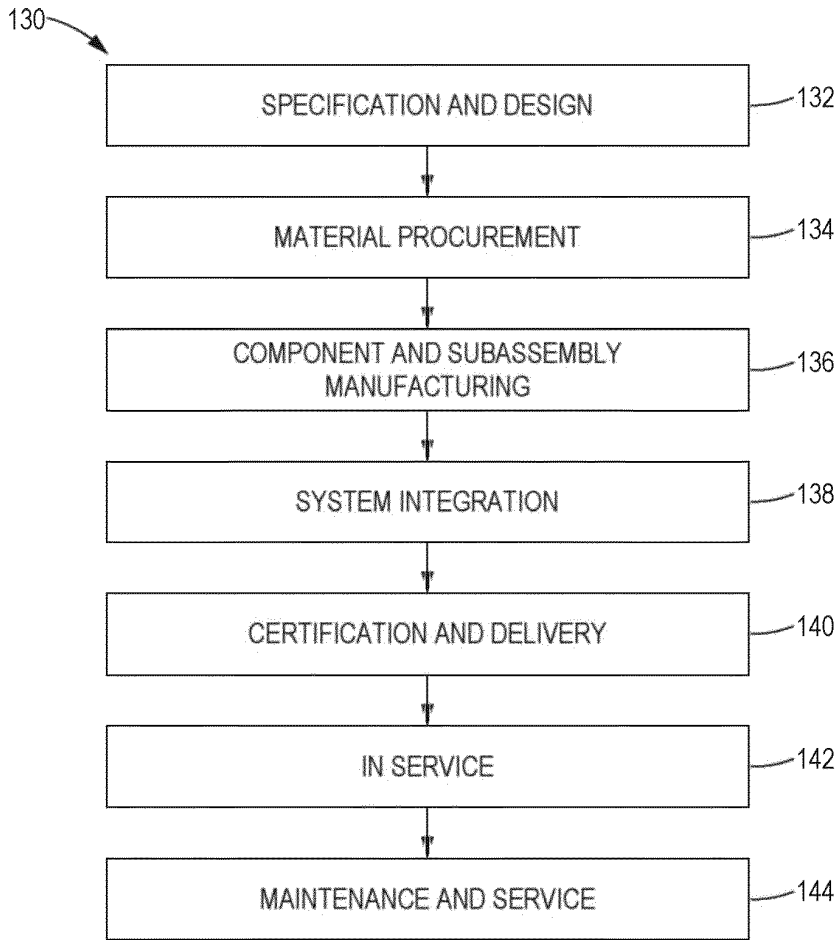 130
SPECIFICATION AND DESIGN
132
MATERIAL PROCUREMENT
134
COMPONENT AND SUBASSEMBLY
MANUFACTURING
136
SYSTEM INTEGRATION
138
CERTIFICATION AND DELIVERY
140
IN SERVICE
142
MAINTENANCE AND SERVICE
144